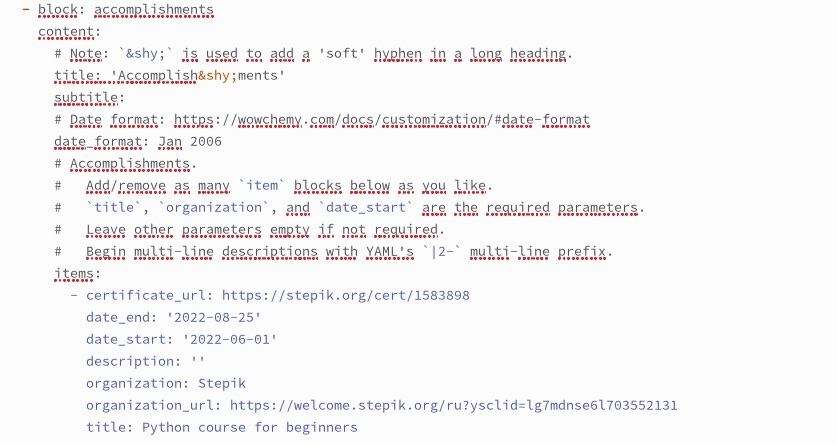 - block: accomplishments
content:
# Note: `&shy;` is used to add a 'soft' hyphen in a long heading.
title: 'Accomplish&shy;ments'
subtitle:
# Date format: https://wowchemy.com/docs/customization/#date-format
date_format: Jan 2006
# Accomplishments.
#   Add/remove as many `item` blocks below as you like.
#   `title`, `organization`, and `date_start` are the required parameters.
#   Leave other parameters empty if not required.
#   Begin multi-line descriptions with YAML's `|2-` multi-line prefix.
items:
- certificate_url: https://stepik.org/cert/1583898
date_end: '2022-08-25'
date_start: '2022-06-01'
description: ''
organization: Stepik
organization_url: https://welcome.stepik.org/ru?ysclid=lg7mdnse6l703552131
title: Python course for beginners